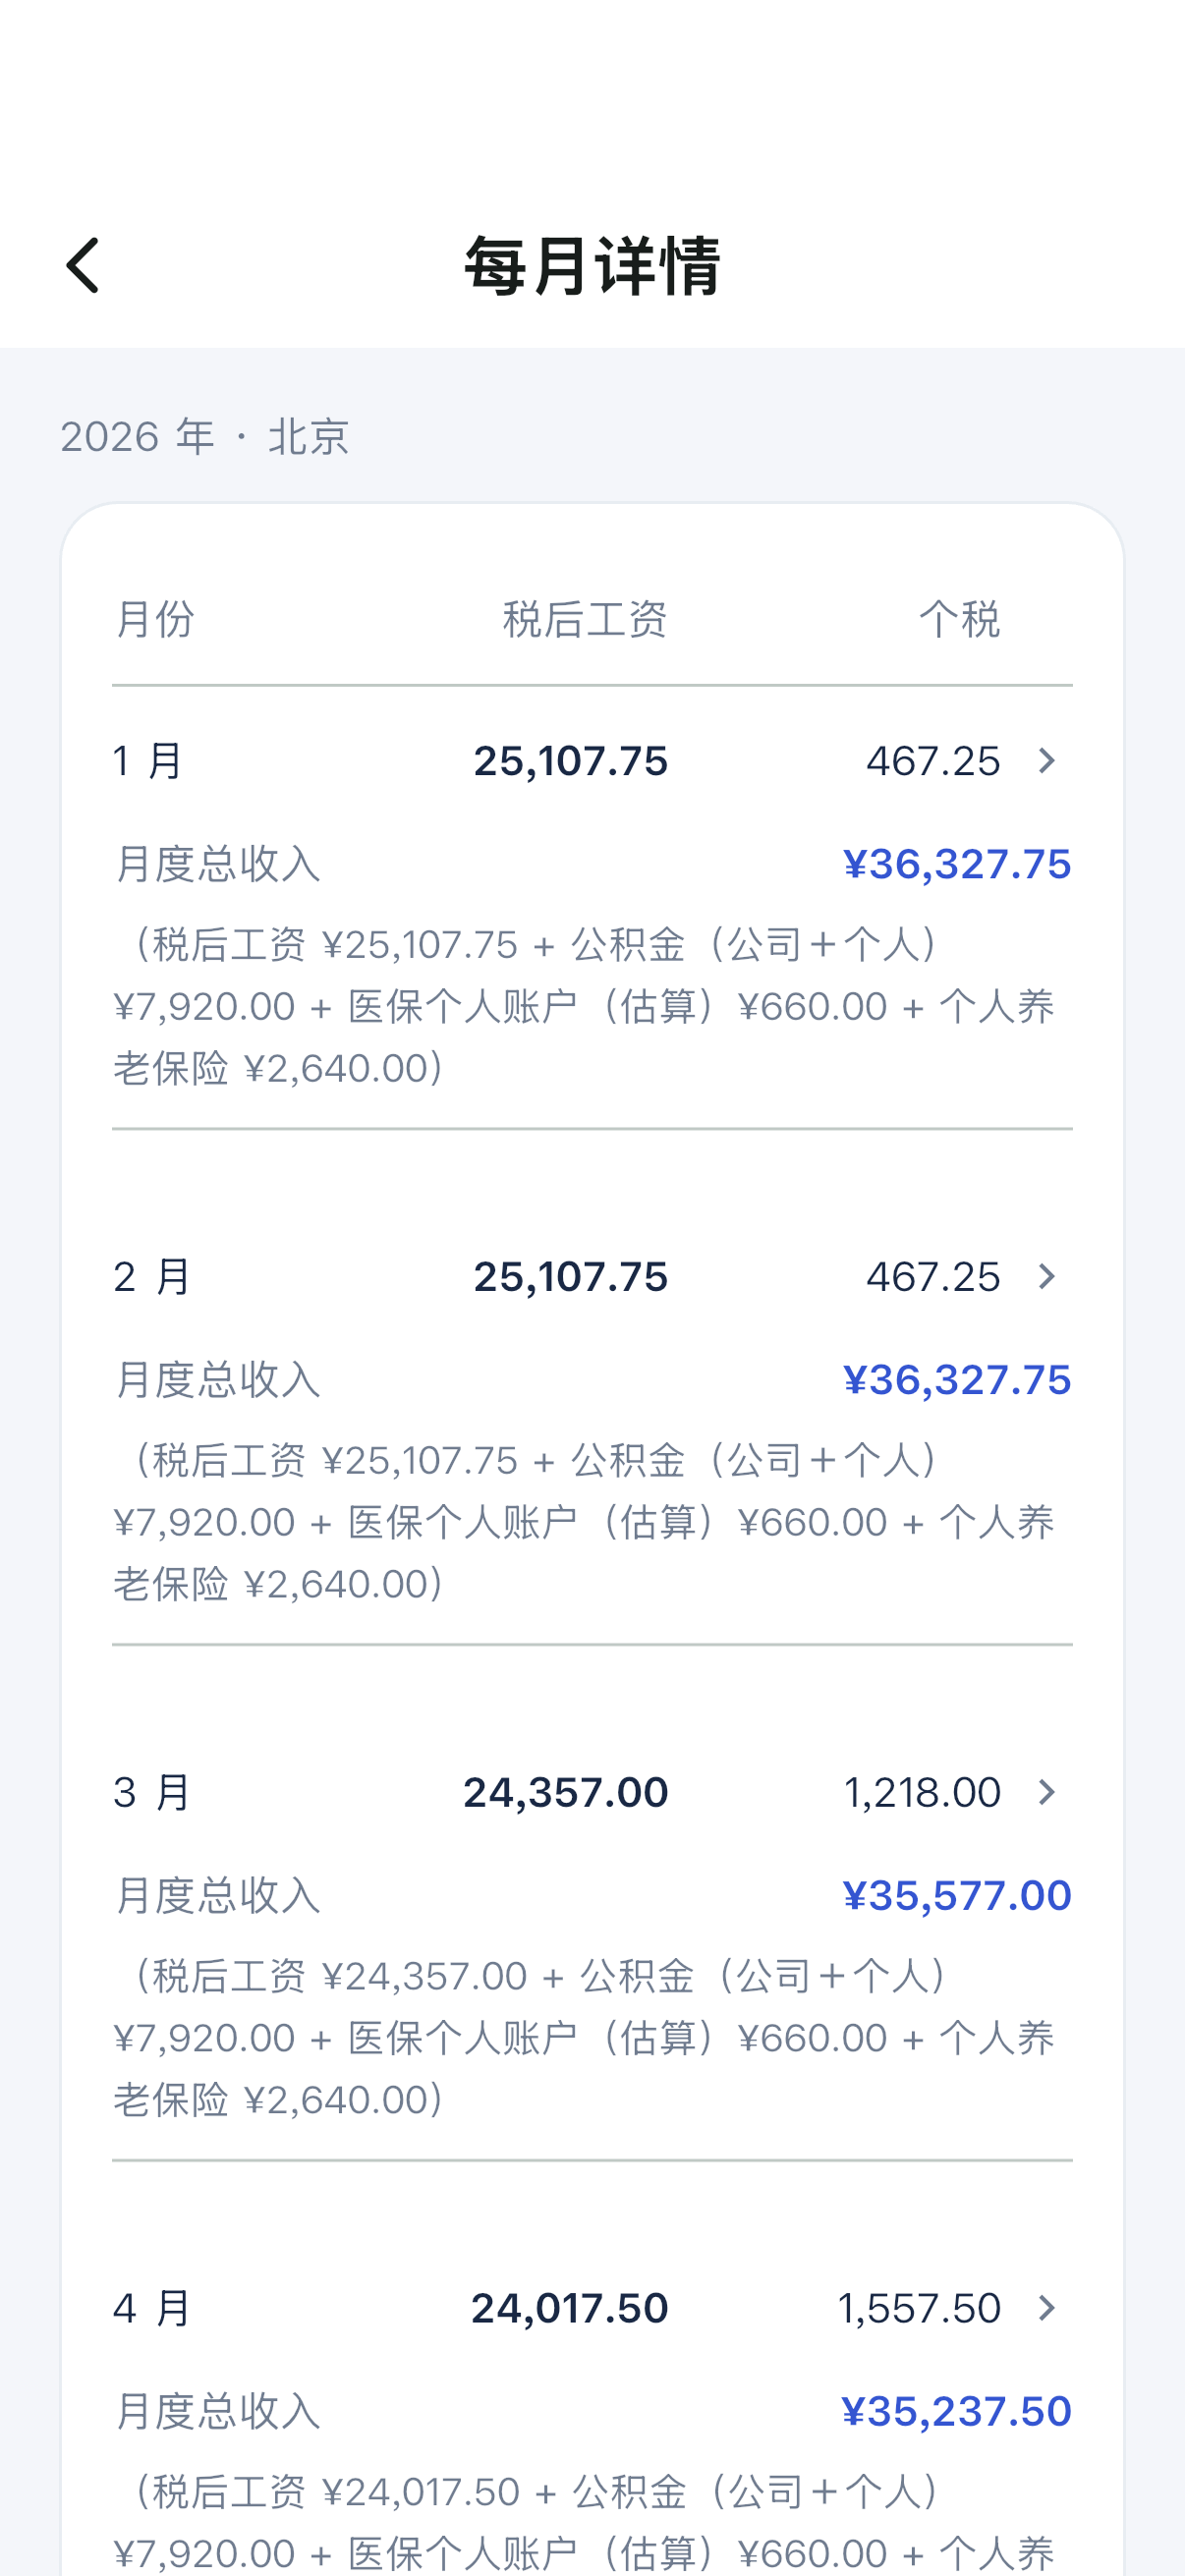 每月详情
2026 年 · 北京
月份 税后工资 个税
1 月 25,107.75 467.25
月度总收入 ¥36,327.75
（税后工资 ¥25,107.75 + 公积金（公司＋个人）
¥7,920.00 + 医保个人账户（估算）¥660.00 + 个人养
老保险 ¥2,640.00）
2 月 25,107.75 467.25
月度总收入 ¥36,327.75
（税后工资 ¥25,107.75 + 公积金（公司＋个人）
¥7,920.00 + 医保个人账户（估算）¥660.00 + 个人养
老保险 ¥2,640.00）
3 月 24,357.00 1,218.00
月度总收入 ¥35,577.00
（税后工资 ¥24,357.00 + 公积金（公司＋个人）
¥7,920.00 + 医保个人账户（估算）¥660.00 + 个人养
老保险 ¥2,640.00）
4 月 24,017.50 1,557.50
月度总收入 ¥35,237.50
（税后工资 ¥24,017.50 + 公积金（公司＋个人）
¥7,920.00 + 医保个人账户（估算）¥660.00 + 个人养